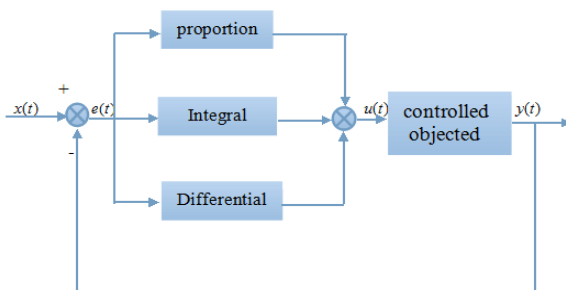 proportion
+
x(t)
e(t)
Integral
u(t)
controlled
objected
y(t)
-
Differential